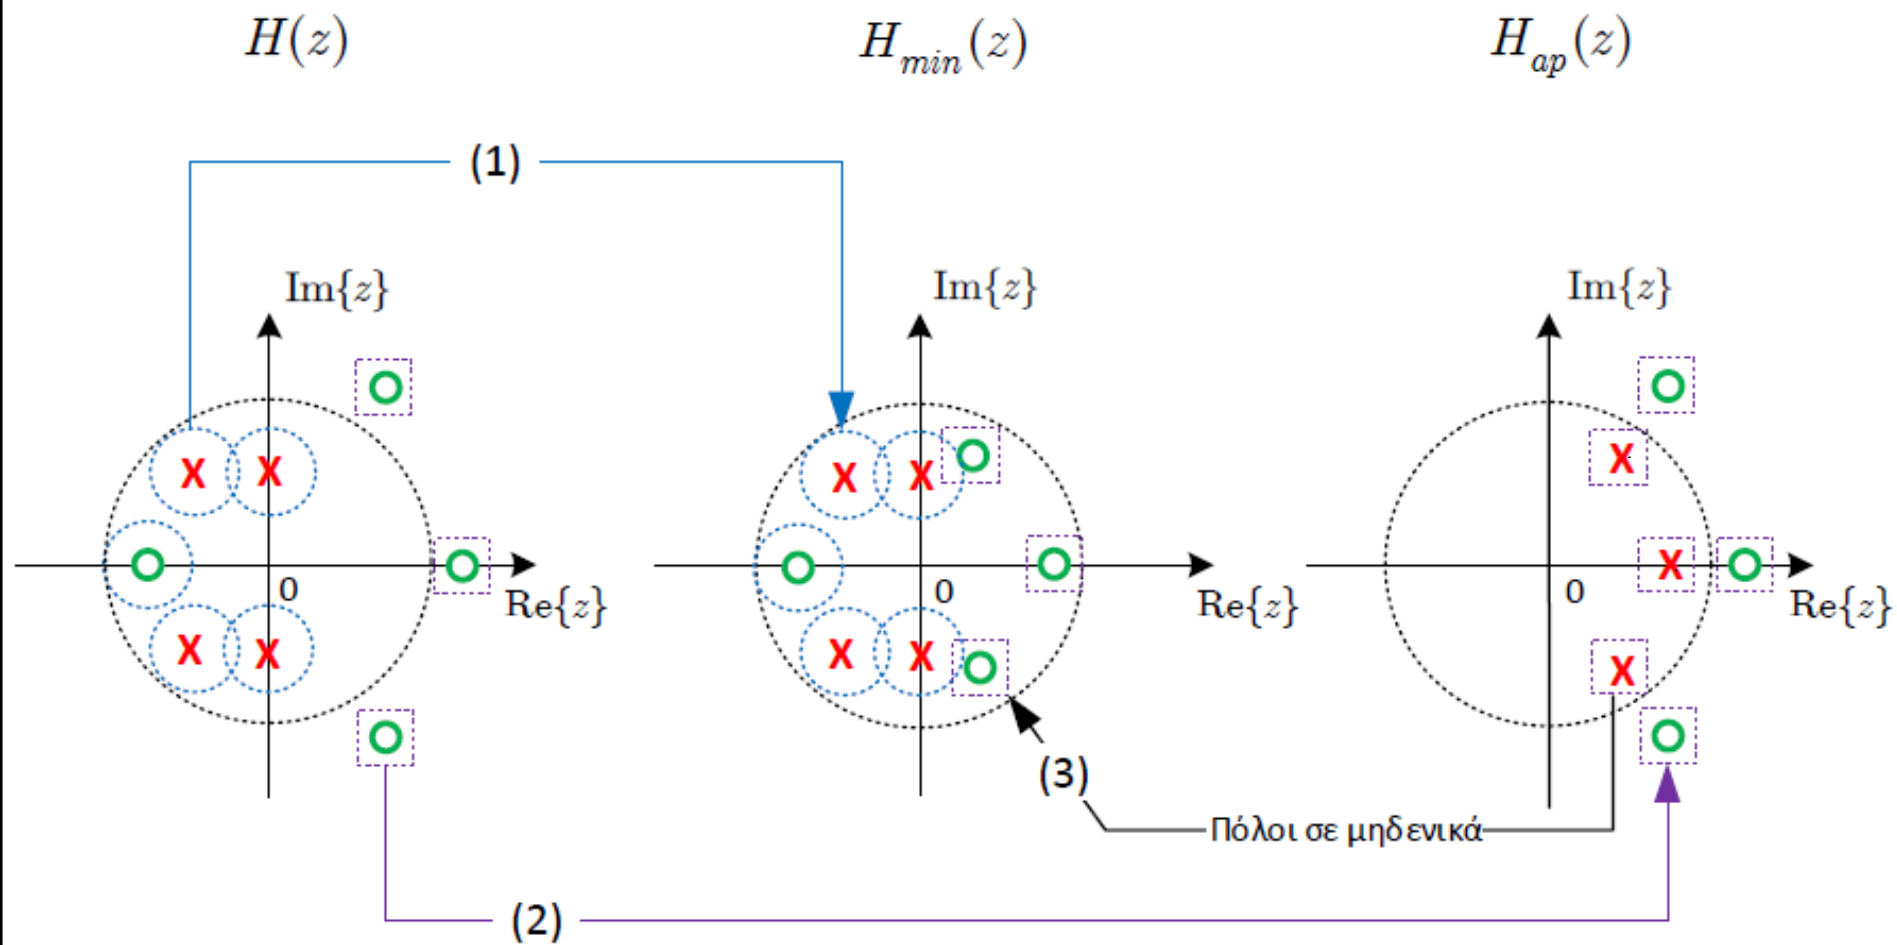 H(z)
H_min(z)
H_ap(z)
(1)
Im{z}
Im{z}
Im{z}
X X
X X
X
0
0
X
0
Re{z}
Re{z}
Re{z}
X X
X X
X
(3)
Πόλοι σε μηδενικά
(2)